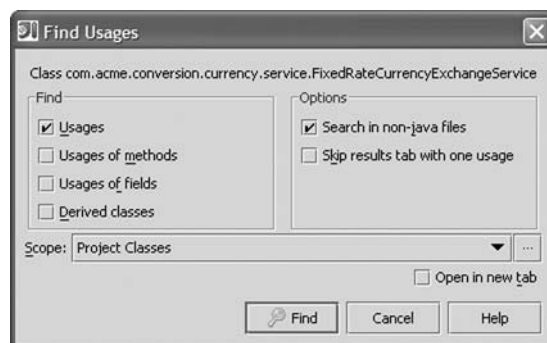 Find Usages
Class com.acme.conversion.currency.service.FixedRateCurrencyExchangeService
Find
Usages
Usages of methods
Usages of fields
Derived classes
Options
Search in non-java files
Skip results tab with one usage
Scope: Project Classes ...
Open in new tab
Find Cancel Help